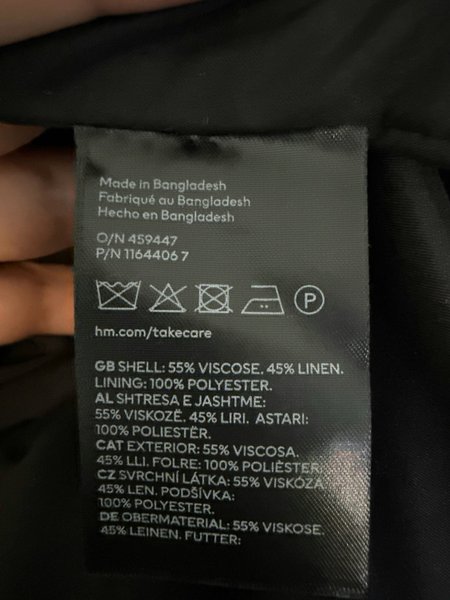 Made in Bangladesh
Fabriqué au Bangladesh
Hecho en Bangladesh
O/N 459447
P/N 1164406 7
P
hm.com/takecare
GB SHELL: 55% VISCOSE. 45% LINEN.
LINING: 100% POLYESTER.
AL SHTRESA E JASHTME:
55% VISKOZË. 45% LIRI. ASTARI:
100% POLIESTËR.
CAT EXTERIOR: 55% VISCOSA.
45% LLI. FOLRE: 100% POLIÈSTER.
CZ SVRCHNÍ LÁTKA: 55% VISKÓZA.
45% LEN. PODŠÍVKA:
100% POLYESTER.
DE OBERMATERIAL: 55% VISKOSE.
45% LEINEN. FUTTER: